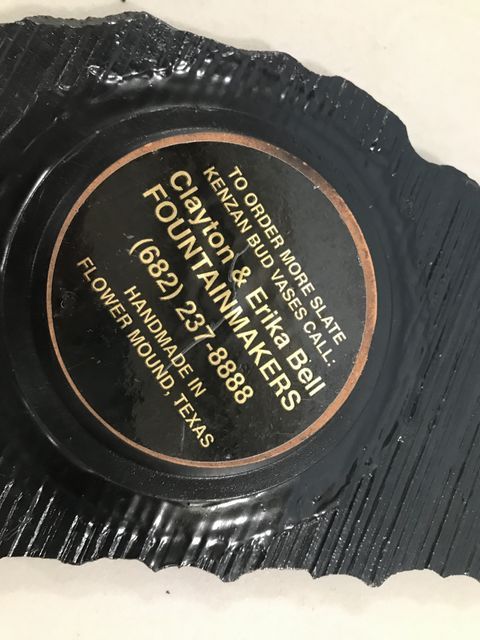 TO ORDER MORE SLATE
KENZAN BUD VASES CALL:
Clayton & Erika Bell
FOUNTAINMAKERS
(682) 237-8888
HANDMADE IN
FLOWER MOUND, TEXAS